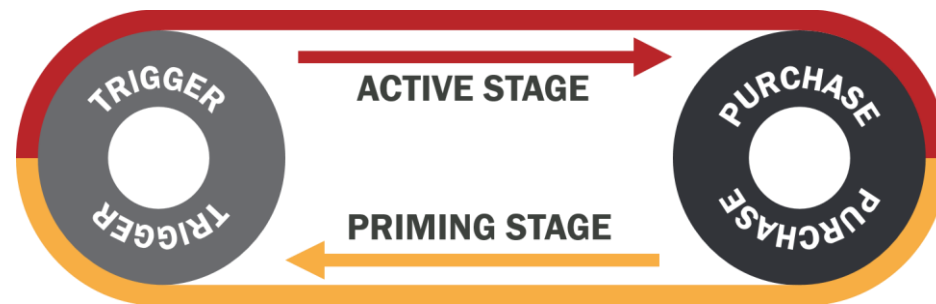 TRIGGER
ACTIVE STAGE
PURCHASE
TRIGGER
PRIMING STAGE
PURCHASE